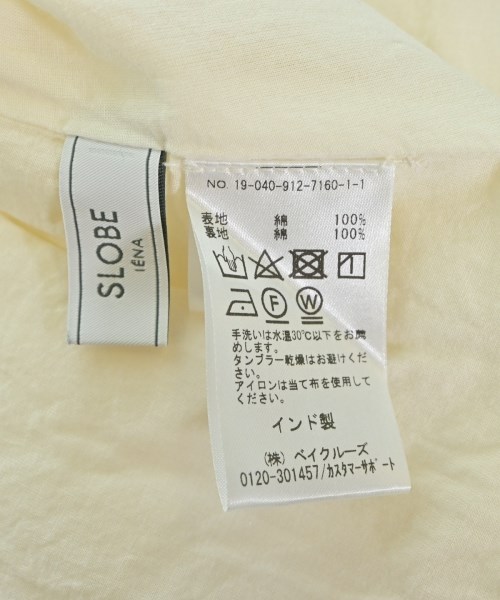 SLOBE
IÉNA
NO. 19-040-912-7160-1-1
表地 綿 100%
裏地 綿 100%
F W
手洗いは水温30℃以下をお薦
めします。
タンブラー乾燥はお避けくださ
い。
アイロンは当て布を使用して
ください。
インド製
(株) ベイクルーズ
0120-301457/カスタマーサポート